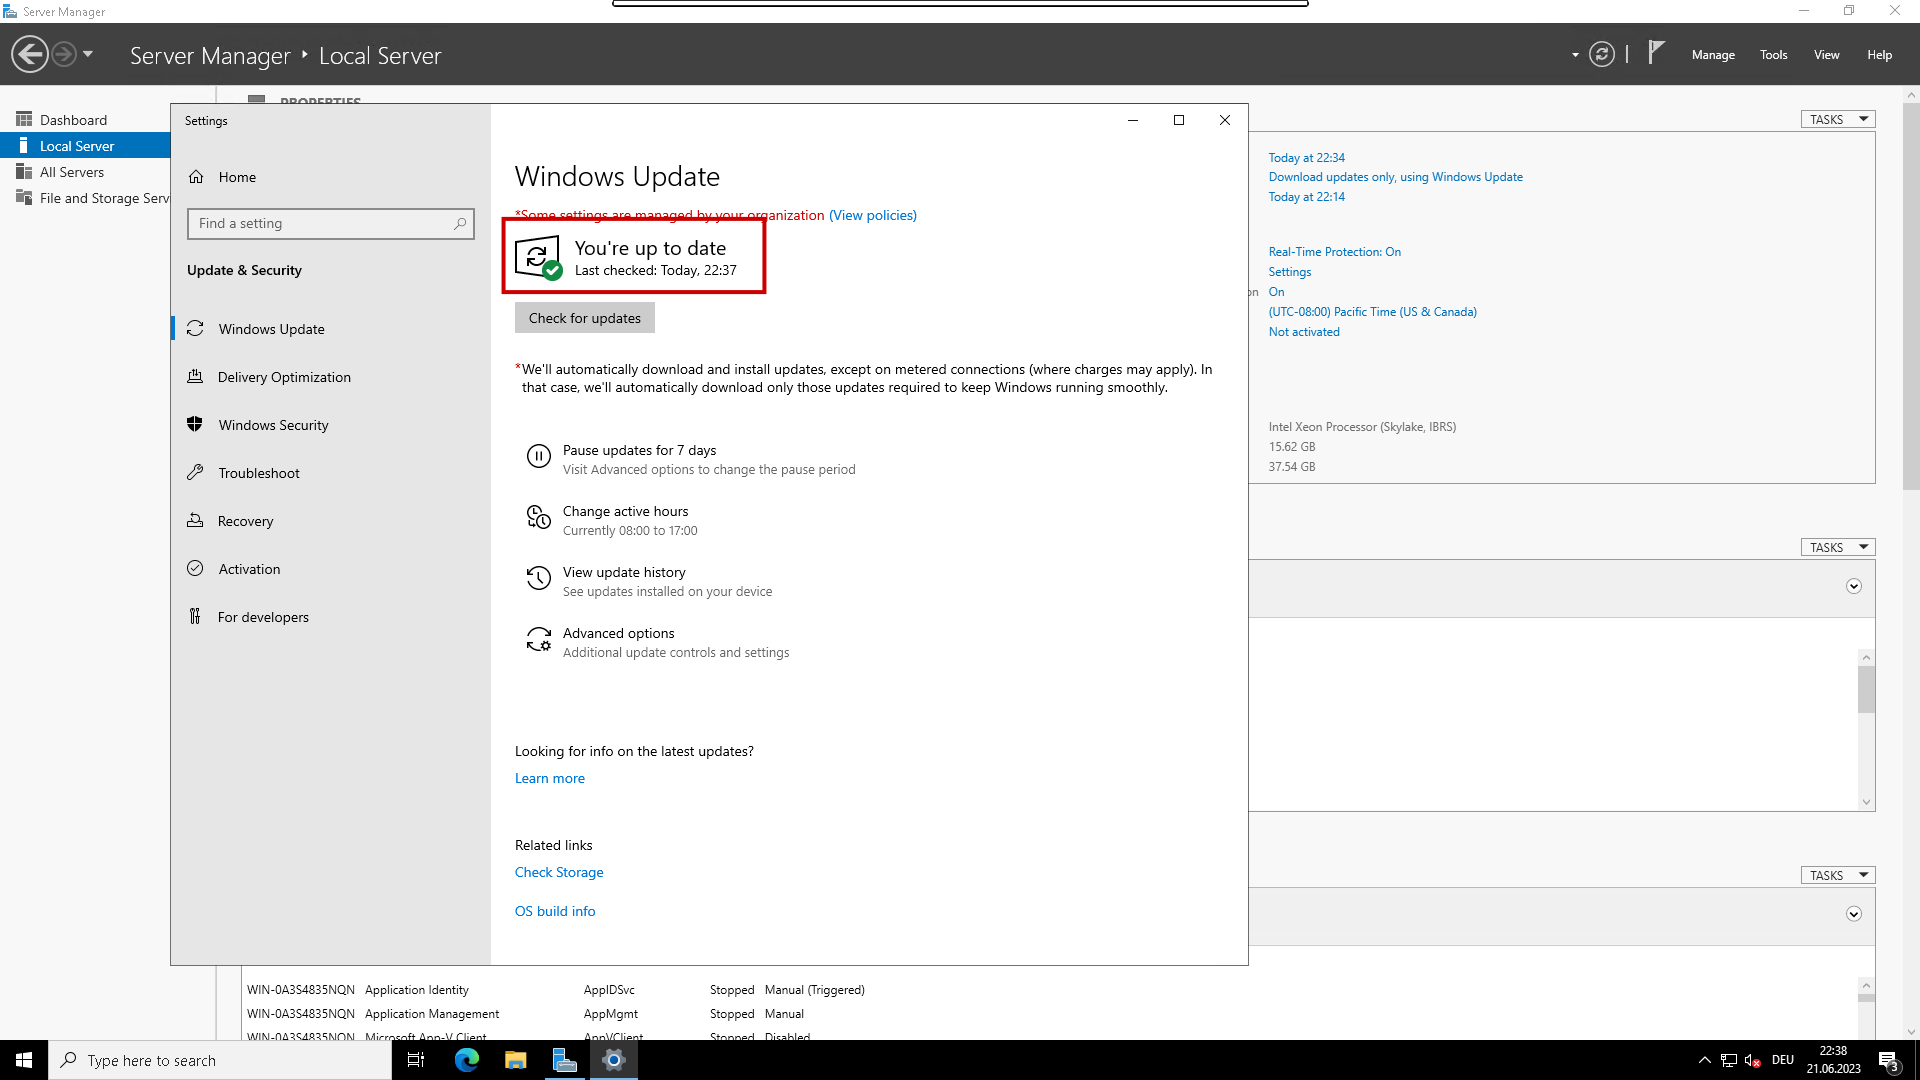 Server Manager
Server Manager ‣ Local Server
Manage
Tools
View
Help
Dashboard
Local Server
All Servers
File and Storage Serv
PROPERTIES
TASKS
Settings
Home
Find a setting
Update & Security
Windows Update
Delivery Optimization
Windows Security
Troubleshoot
Recovery
Activation
For developers
Windows Update
*Some settings are managed by your organization (View policies)
You're up to date
Last checked: Today, 22:37
Check for updates
*We'll automatically download and install updates, except on metered connections (where charges may apply). In
that case, we'll automatically download only those updates required to keep Windows running smoothly.
Pause updates for 7 days
Visit Advanced options to change the pause period
Change active hours
Currently 08:00 to 17:00
View update history
See updates installed on your device
Advanced options
Additional update controls and settings
Looking for info on the latest updates?
Learn more
Related links
Check Storage
OS build info
Today at 22:34
Download updates only, using Windows Update
Today at 22:14
Real-Time Protection: On
Settings
on On
(UTC-08:00) Pacific Time (US & Canada)
Not activated
Intel Xeon Processor (Skylake, IBRS)
15.62 GB
37.54 GB
TASKS
TASKS
WIN-0A3S4835NQN Application Identity AppIDSvc Stopped Manual (Triggered)
WIN-0A3S4835NQN Application Management AppMgmt Stopped Manual
WIN-0A3S4835NQN Microsoft App-V Client AppVClient Stopped Disabled
Type here to search
DEU
22:38
21.06.2023
3